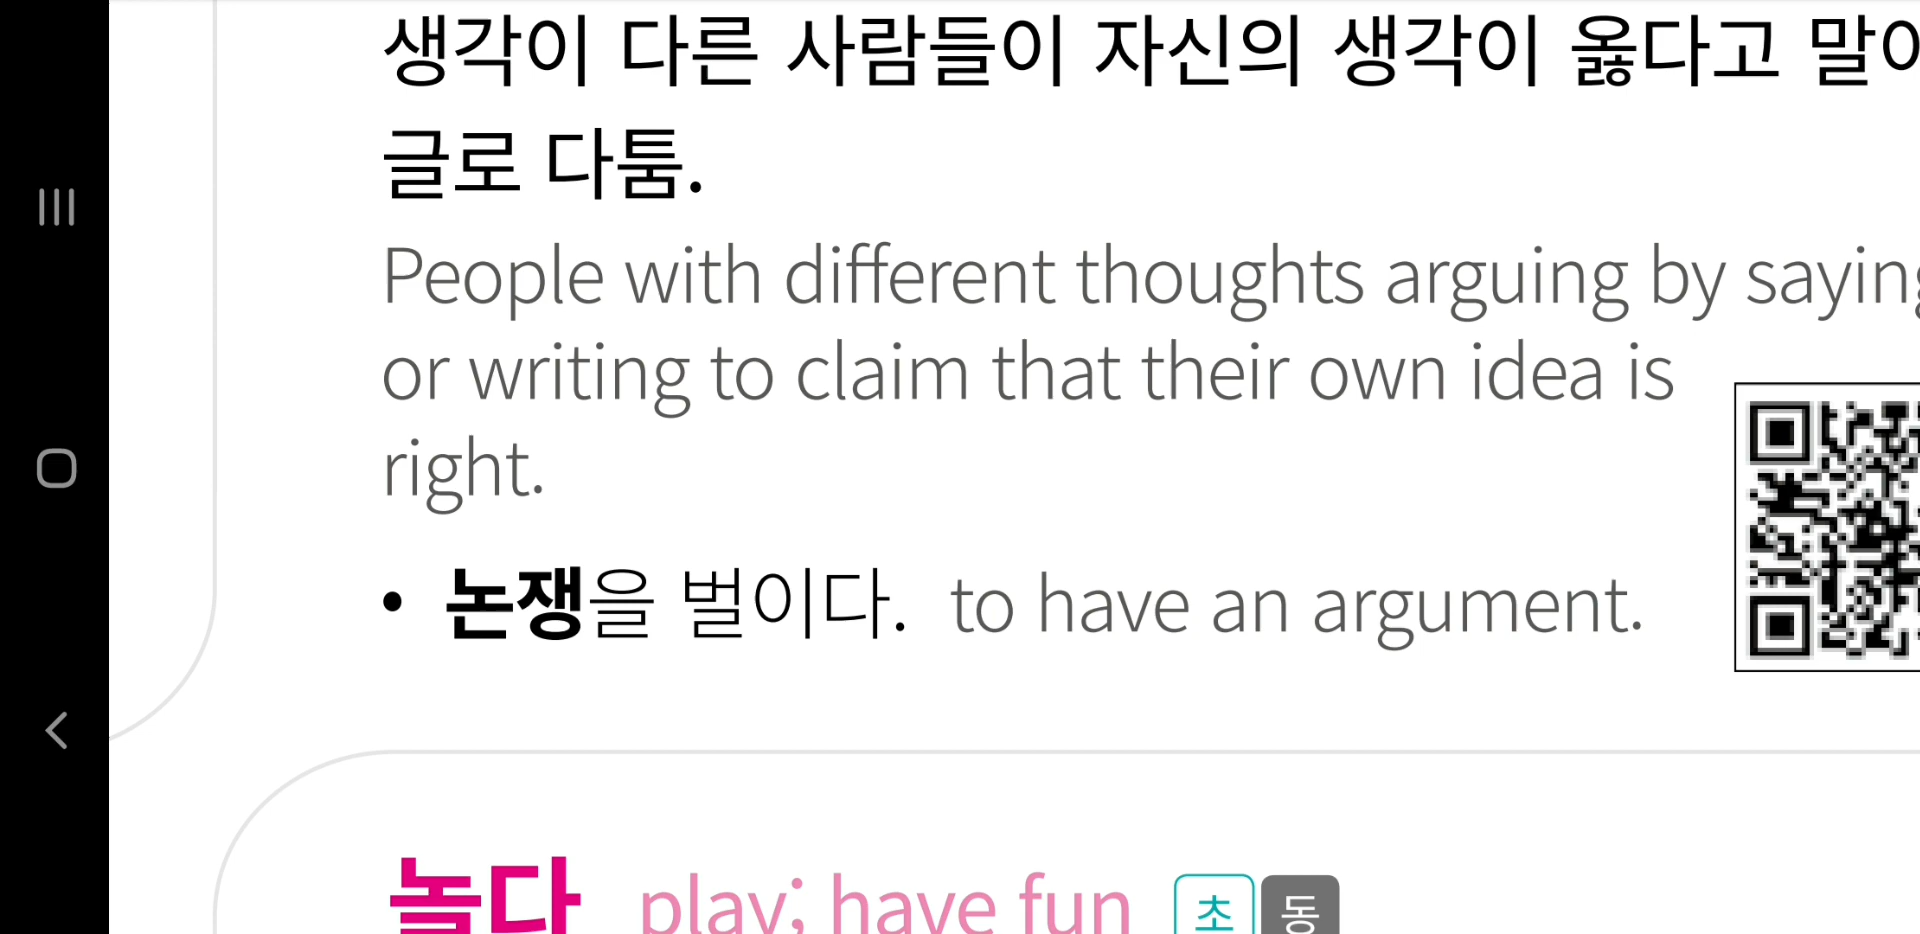 생각이 다른 사람들이 자신의 생각이 옳다고
글로 다툼.
People with different thoughts arguing by saying
or writing to claim that their own idea is
right.
• 논쟁을 벌이다. to have an argument.
놀다 play; have fun 초 동